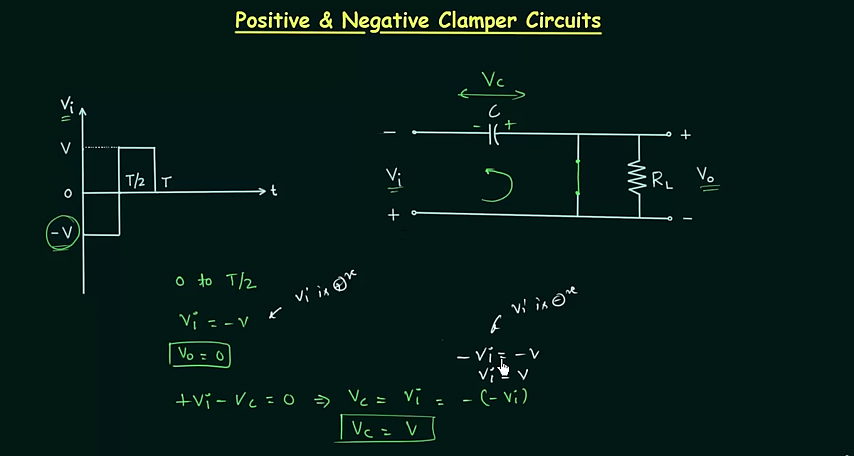 Positive & Negative Clamper Circuits
Vi
V
0
-V
T/2
T
t
Vc
C
- +
-
+
Vi
RL
Vo
+
-
0 to T/2
Vi = -V
Vi is ⊕ve
Vo = 0
Vi is ⊖ve
- Vi = -V
Vi = V
+Vi - Vc = 0 ⇒ Vc = Vi = -(-Vi)
Vc = V